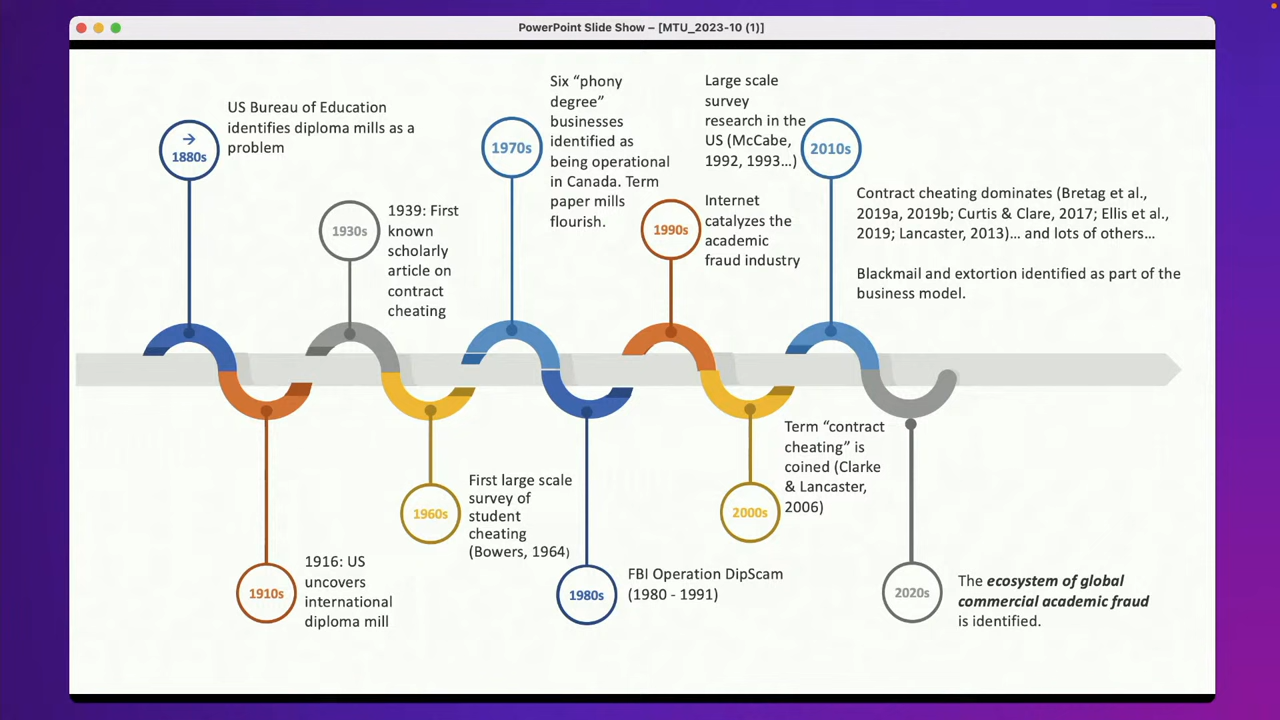 PowerPoint Slide Show – [MTU_2023-10 (1)]
→
1880s
US Bureau of Education
identifies diploma mills as a
problem
1910s
1916: US
uncovers
international
diploma mill
1930s
1939: First
known
scholarly
article on
contract
cheating
1960s
First large scale
survey of
student
cheating
(Bowers, 1964)
1970s
Six “phony
degree”
businesses
identified as
being operational
in Canada. Term
paper mills
flourish.
1980s
FBI Operation DipScam
(1980 - 1991)
1990s
Large scale
survey
research in the
US (McCabe,
1992, 1993…)
Internet
catalyzes the
academic
fraud industry
2000s
Term “contract
cheating” is
coined (Clarke
& Lancaster,
2006)
2010s
Contract cheating dominates (Bretag et al.,
2019a, 2019b; Curtis & Clare, 2017; Ellis et al.,
2019; Lancaster, 2013)… and lots of others…
Blackmail and extortion identified as part of the
business model.
2020s
The ecosystem of global
commercial academic fraud
is identified.